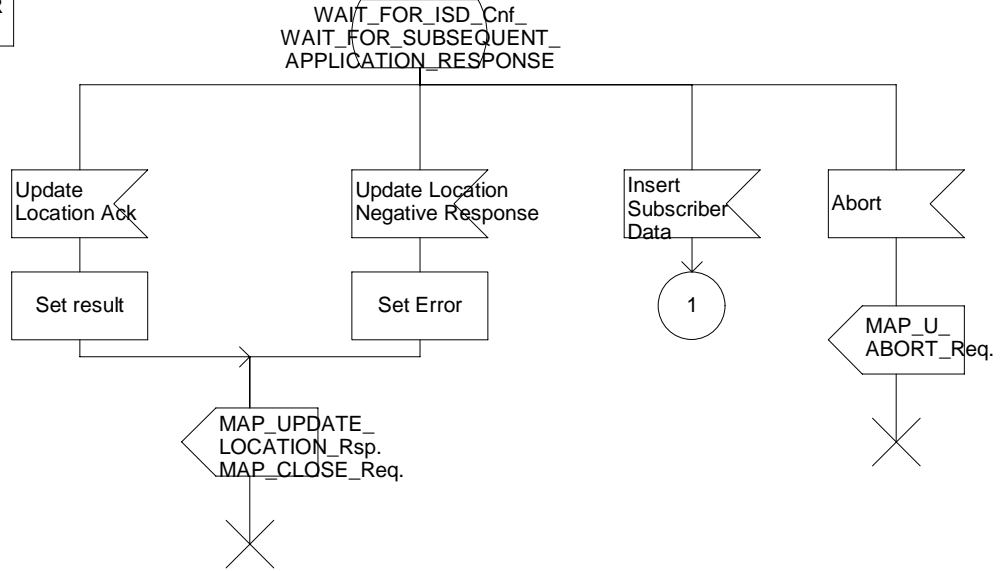 R
WAIT_FOR_ISD_Cnf_
WAIT_FOR_SUBSEQUENT_
APPLICATION_RESPONSE
Update
Location Ack
Update Location
Negative Response
Insert
Subscriber
Data
Abort
Set result
Set Error
1
MAP_U_
ABORT_Req.
MAP_UPDATE_
LOCATION_Rsp.
MAP_CLOSE_Req.